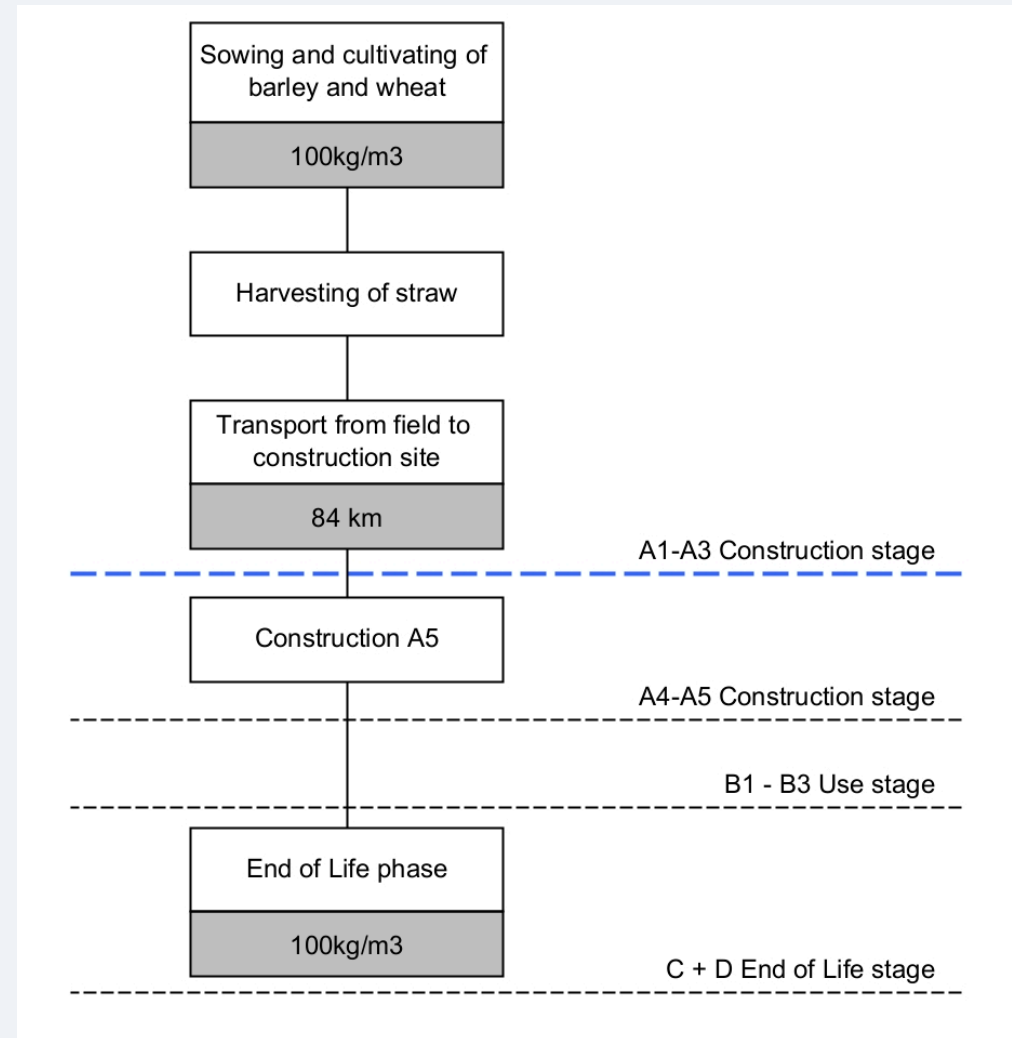 Sowing and cultivating of
barley and wheat
100kg/m3
Harvesting of straw
Transport from field to
construction site
84 km
A1-A3 Construction stage
Construction A5
A4-A5 Construction stage
B1 - B3 Use stage
End of Life phase
100kg/m3
C + D End of Life stage